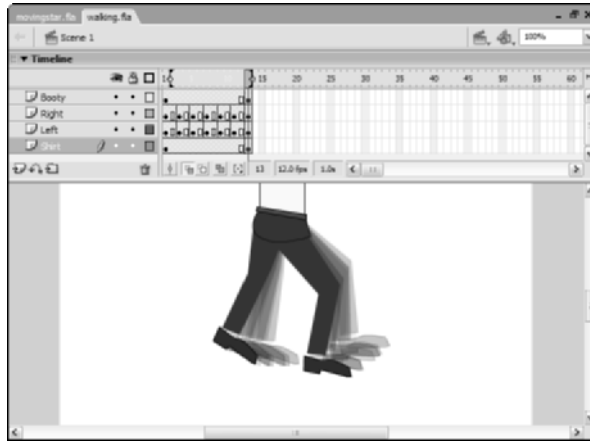 movingstar.fla walking.fla
Scene 1 100%
Timeline
1 15 20 25 30 35 40 45 50 55 60
Booty
Right
Left
Shirt
13 12.0 fps 1.0s